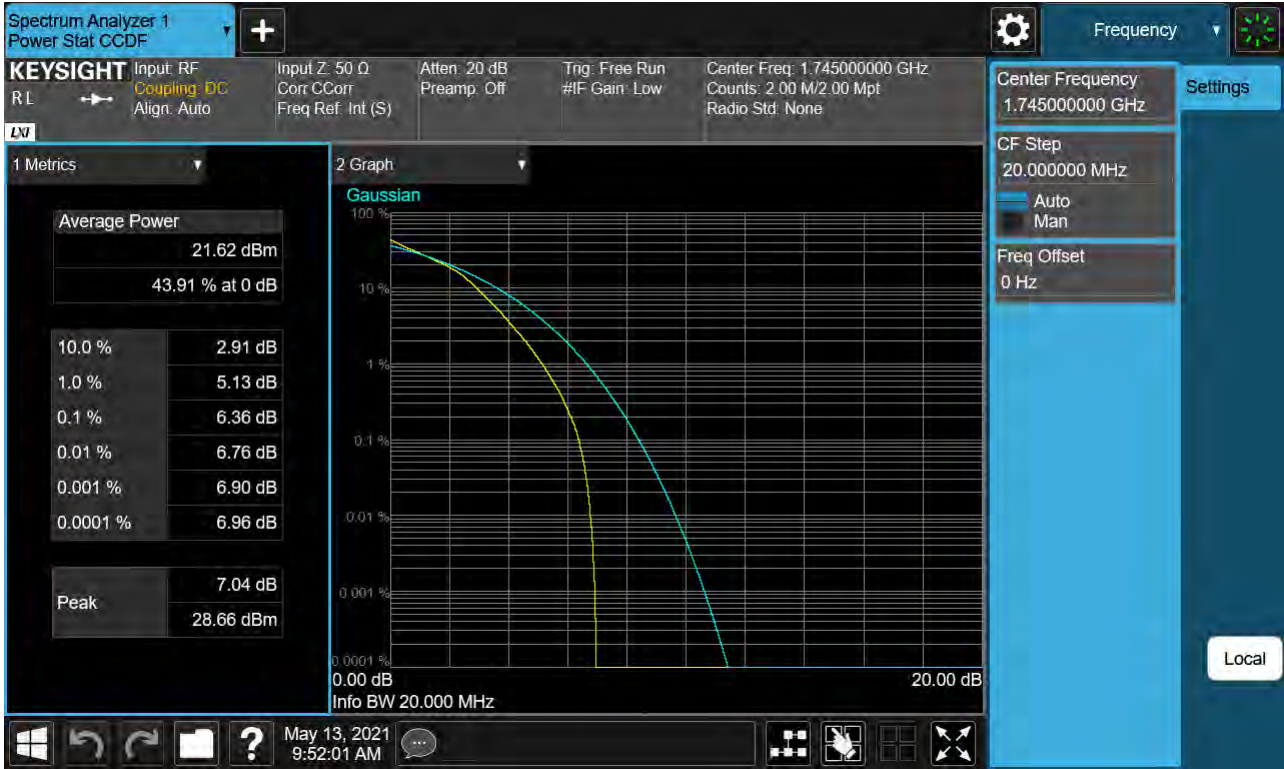 Spectrum Analyzer 1
Power Stat CCDF
+
Frequency
KEYSIGHT
R L
LXI
Input: RF
Coupling: DC
Align: Auto
Input Z: 50 Ω
Corr CCorr
Freq Ref: Int (S)
Atten: 20 dB
Preamp: Off
Trig: Free Run
#IF Gain: Low
Center Freq: 1.745000000 GHz
Counts: 2.00 M/2.00 Mpt
Radio Std: None
Center Frequency
1.745000000 GHz
Settings
CF Step
20.000000 MHz
Auto
Man
Freq Offset
0 Hz
1 Metrics
Average Power
21.62 dBm
43.91 % at 0 dB
10.0 % 2.91 dB
1.0 % 5.13 dB
0.1 % 6.36 dB
0.01 % 6.76 dB
0.001 % 6.90 dB
0.0001 % 6.96 dB
Peak
7.04 dB
28.66 dBm
2 Graph
Gaussian
100 %
10 %
1 %
0.1 %
0.01 %
0.001 %
0.0001 %
0.00 dB 20.00 dB
Info BW 20.000 MHz
Local
?
May 13, 2021
9:52:01 AM